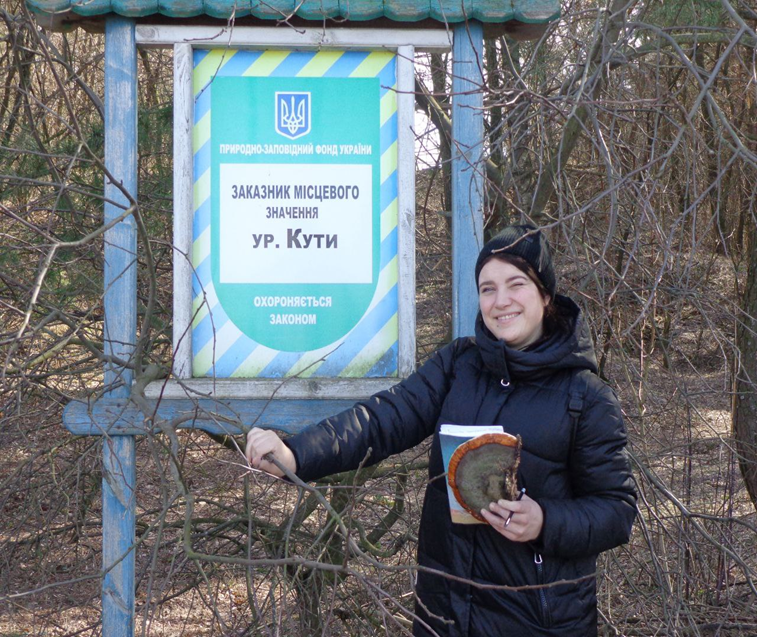 ПРИРОДНО-ЗАПОВІДНИЙ ФОНД УКРАЇНИ
ЗАКАЗНИК МІСЦЕВОГО
ЗНАЧЕННЯ
УР. КУТИ
ОХОРОНЯЄТЬСЯ
ЗАКОНОМ